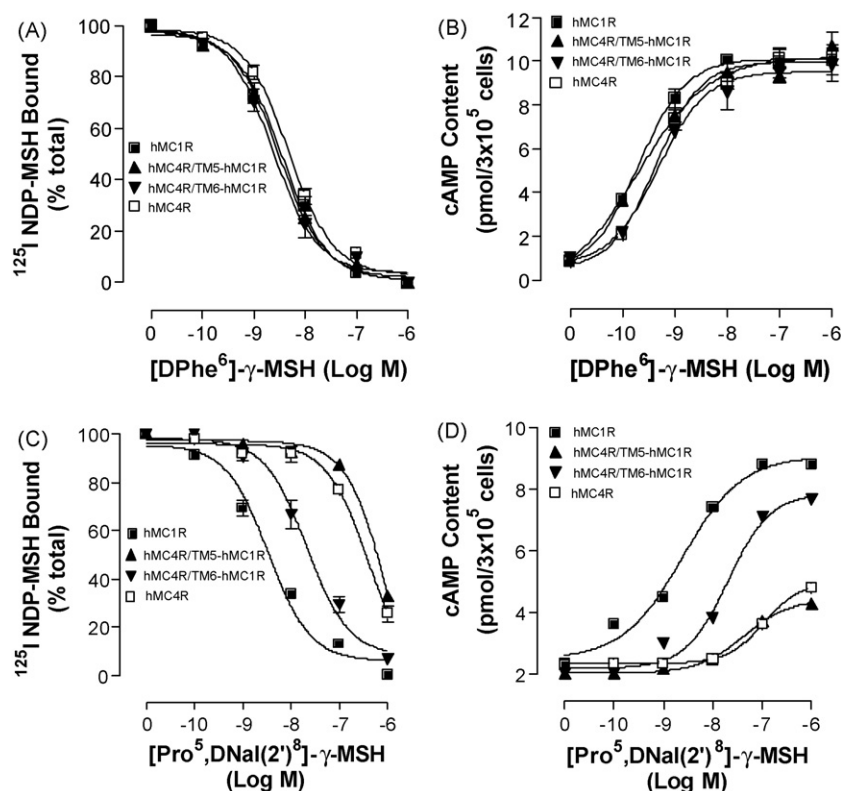 (A)
100
80
60
40
20
0
¹²⁵I NDP-MSH Bound
(% total)
hMC1R
hMC4R/TM5-hMC1R
hMC4R/TM6-hMC1R
hMC4R
0 -10 -9 -8 -7 -6
[DPhe⁶]-γ-MSH (Log M)
(B)
12
10
8
6
4
2
0
cAMP Content
(pmol/3x10⁵ cells)
hMC1R
hMC4R/TM5-hMC1R
hMC4R/TM6-hMC1R
hMC4R
0 -10 -9 -8 -7 -6
[DPhe⁶]-γ-MSH (Log M)
(C)
100
80
60
40
20
0
¹²⁵I NDP-MSH Bound
(% total)
hMC1R
hMC4R/TM5-hMC1R
hMC4R/TM6-hMC1R
hMC4R
0 -10 -9 -8 -7 -6
[Pro⁵,DNal(2')⁸]-γ-MSH
(Log M)
(D)
10
8
6
4
2
cAMP Content
(pmol/3x10⁵ cells)
hMC1R
hMC4R/TM5-hMC1R
hMC4R/TM6-hMC1R
hMC4R
0 -10 -9 -8 -7 -6
[Pro⁵,DNal(2')⁸]-γ-MSH
(Log M)